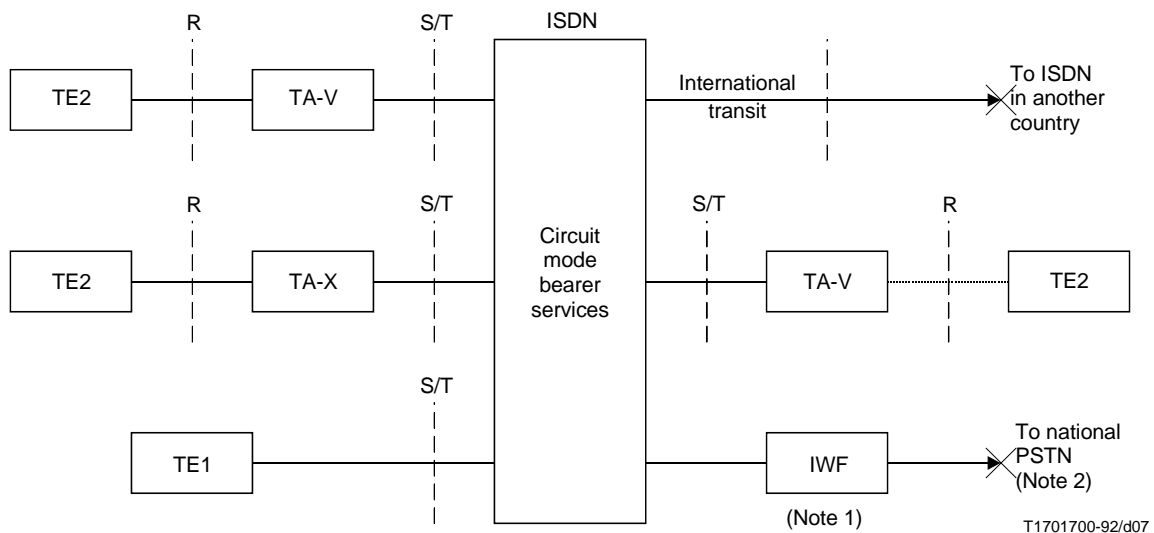 ISDN
R
S/T
TE2
TA-V
International
transit
To ISDN
in another
country
R
S/T
S/T
R
TE2
TA-X
Circuit
mode
bearer
services
TA-V
TE2
S/T
TE1
IWF
To national
PSTN
(Note 2)
(Note 1)
T1701700-92/d07